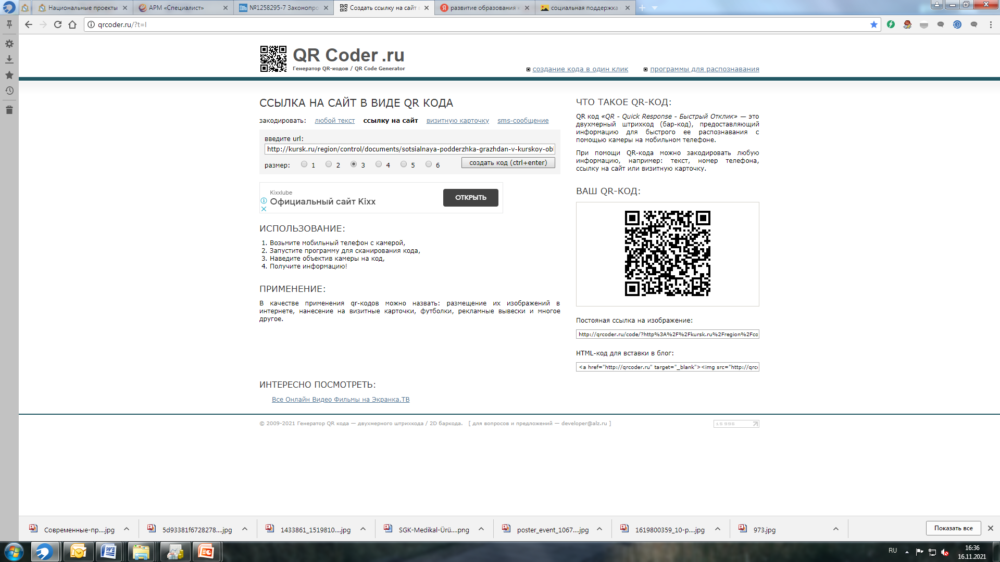 Национальные проекты
АРМ «Специалист»
№1258295-7 Законопро
Создать ссылку на сайт
развитие образования
социальная поддержка
qrcoder.ru/?t=l
QR Coder.ru
Генератор QR-кодов / QR Code Generator
создание кода в один клик
программы для распознавания
ССЫЛКА НА САЙТ В ВИДЕ QR КОДА
закодировать: любой текст ссылку на сайт визитную карточку sms-сообщение
введите url:
http://kursk.ru/region/control/documents/sotsialnaya-podderzhka-grazhdan-v-kurskoy-ob
размер: 1 2 3 4 5 6
создать код (ctrl+enter)
Kixxlube
Официальный сайт Kixx
ОТКРЫТЬ
ИСПОЛЬЗОВАНИЕ:
1. Возьмите мобильный телефон с камерой,
2. Запустите программу для сканирования кода,
3. Наведите объектив камеры на код,
4. Получите информацию!
ПРИМЕНЕНИЕ:
В качестве применения qr-кодов можно назвать: размещение их изображений в
интернете, нанесение на визитные карточки, футболки, рекламные вывески и многое
другое.
ИНТЕРЕСНО ПОСМОТРЕТЬ:
Все Онлайн Видео Фильмы на Экранка.ТВ
ЧТО ТАКОЕ QR-КОД:
QR код «QR - Quick Response - Быстрый Отклик» — это
двухмерный штрихкод (бар-код), предоставляющий
информацию для быстрого ее распознавания с
помощью камеры на мобильном телефоне.
При помощи QR-кода можно закодировать любую
информацию, например: текст, номер телефона,
ссылку на сайт или визитную карточку.
ВАШ QR-КОД:
Постояная ссылка на изображение:
http://qrcoder.ru/code/?http%3A%2F%2Fkursk.ru%2Fregion%2Fco
HTML-код для вставки в блог:
<a href="http://qrcoder.ru" target="_blank"><img src="http://qrc
© 2009-2021 Генератор QR кода — двухмерного штрихкода / 2D баркода. [ для вопросов и предложений — developer@alz.ru ]
15 996
Современные-пр....jpg
5d93381f6728278....jpg
1433861_1519810....jpg
SGK-Medikal-Ürü....png
poster_event_1067....jpg
1619800359_10-p....jpg
973.jpg
Показать все
RU
16:36
16.11.2021